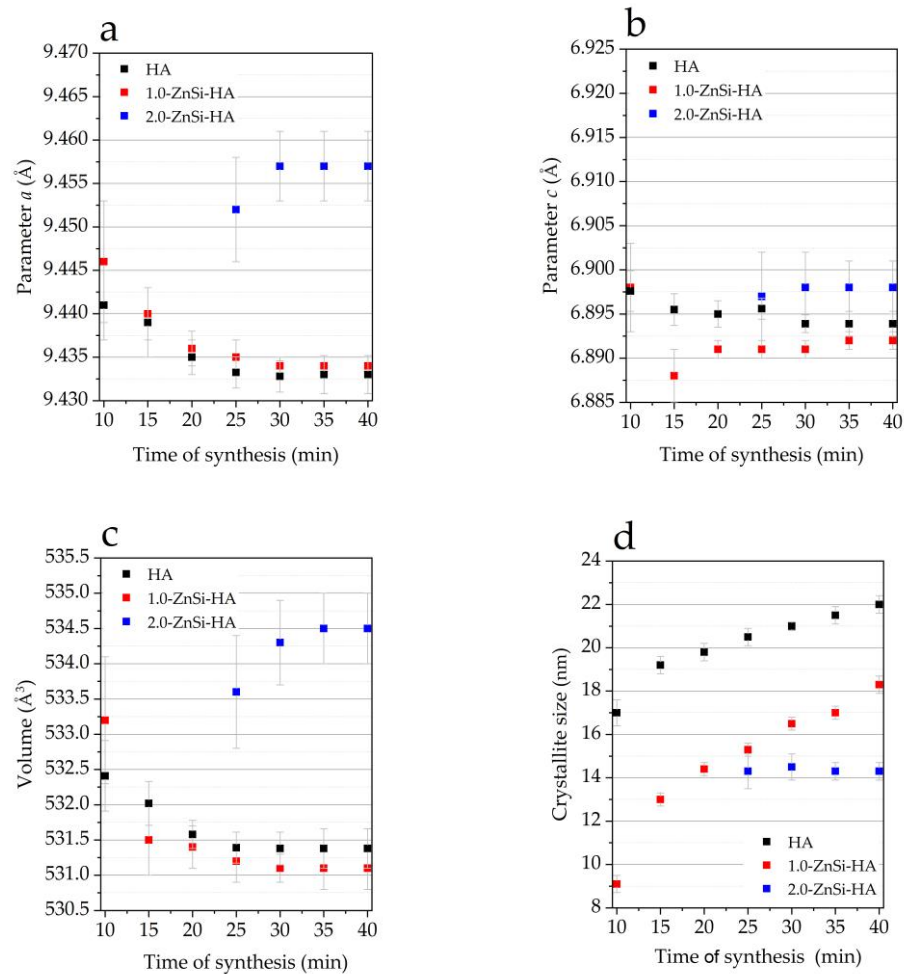 a
9.470
9.465
9.460
9.455
9.450
9.445
9.440
9.435
9.430
HA
1.0-ZnSi-HA
2.0-ZnSi-HA
Parameter a (Å)
10 15 20 25 30 35 40
Time of synthesis (min)
b
6.925
6.920
6.915
6.910
6.905
6.900
6.895
6.890
6.885
HA
1.0-ZnSi-HA
2.0-ZnSi-HA
Parameter c (Å)
10 15 20 25 30 35 40
Time of synthesis (min)
c
535.5
535.0
534.5
534.0
533.5
533.0
532.5
532.0
531.5
531.0
530.5
HA
1.0-ZnSi-HA
2.0-ZnSi-HA
Volume (Å³)
10 15 20 25 30 35 40
Time of synthesis (min)
d
24
22
20
18
16
14
12
10
8
Crystallite size (nm)
HA
1.0-ZnSi-HA
2.0-ZnSi-HA
10 15 20 25 30 35 40
Time of synthesis (min)